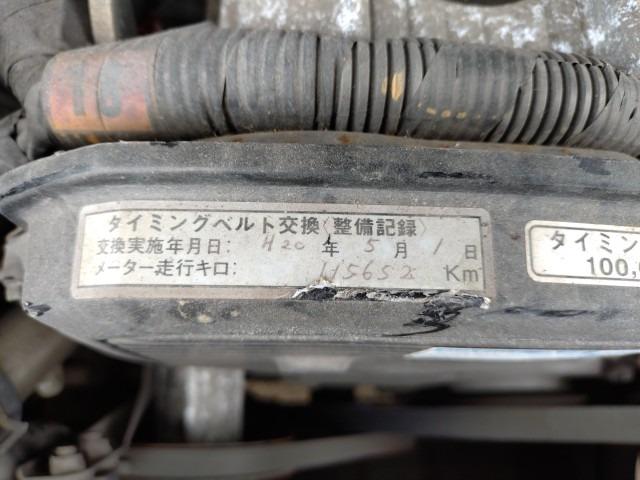 タイミングベルト交換〈整備記録〉
交換実施年月日: H20 年 5 月 1 日
メーター走行キロ: 115652 Km
タイミン
100,